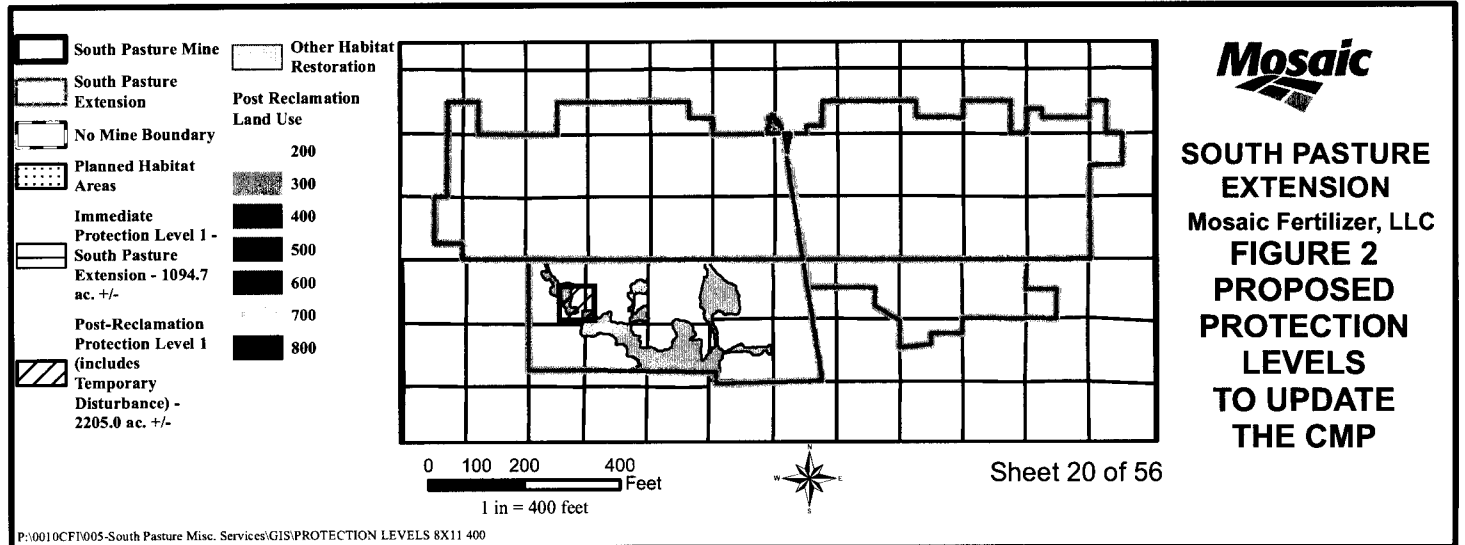 South Pasture Mine
South Pasture
Extension
No Mine Boundary
Planned Habitat
Areas
Immediate
Protection Level 1 -
South Pasture
Extension - 1094.7
ac. +/-
Post-Reclamation
Protection Level 1
(includes
Temporary
Disturbance) -
2205.0 ac. +/-
Other Habitat
Restoration
Post Reclamation
Land Use
200
300
400
500
600
700
800
0 100 200 400
Feet
1 in = 400 feet
N
W E
S
Sheet 20 of 56
Mosaic
SOUTH PASTURE
EXTENSION
Mosaic Fertilizer, LLC
FIGURE 2
PROPOSED
PROTECTION
LEVELS
TO UPDATE
THE CMP
P:\0010CFI\005-South Pasture Misc. Services\GIS\PROTECTION LEVELS 8X11 400